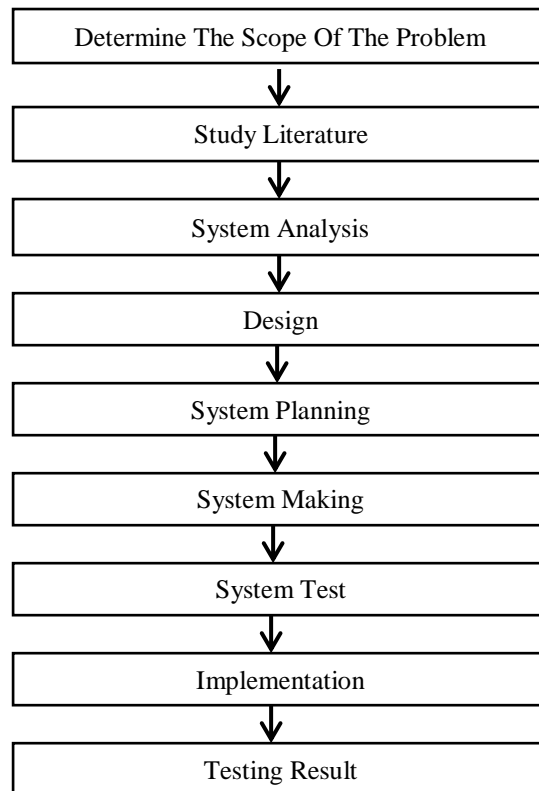 Determine The Scope Of The Problem
Study Literature
System Analysis
Design
System Planning
System Making
System Test
Implementation
Testing Result